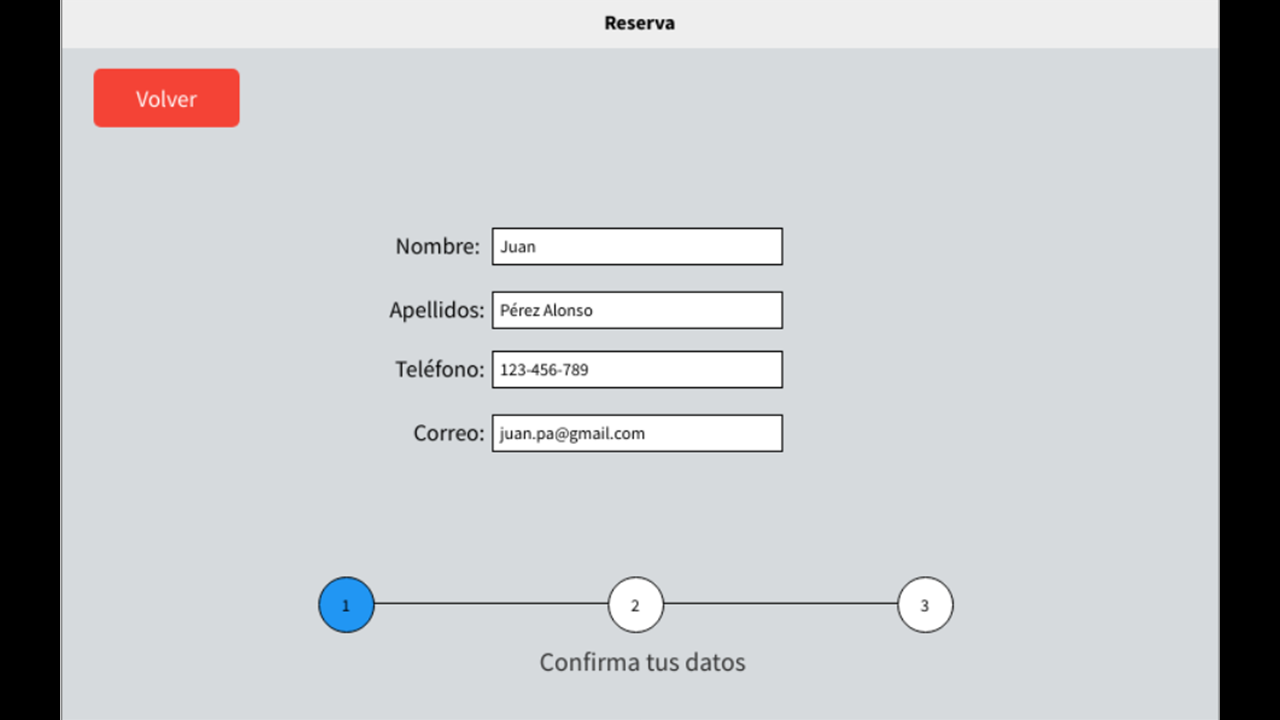 Reserva
Volver
Nombre: Juan
Apellidos: Pérez Alonso
Teléfono: 123-456-789
Correo: juan.pa@gmail.com
1 2 3
Confirma tus datos